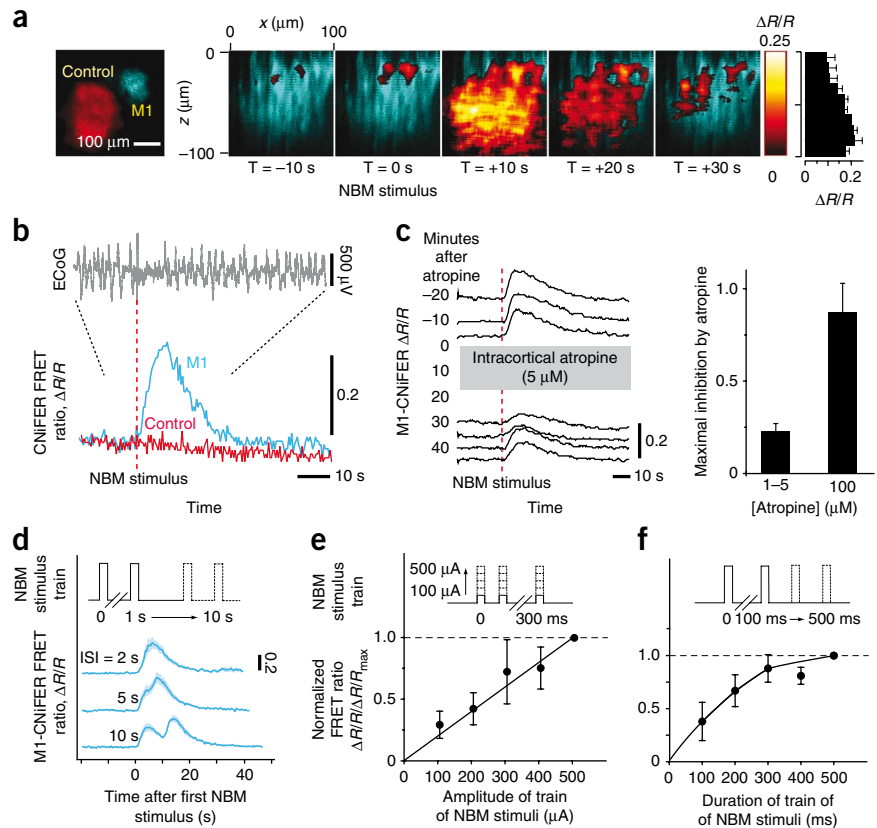 a
x (μm)
0 100
Control
M1
100 μm
z (μm)
0
−100
T = −10 s
T = 0 s
T = +10 s
T = +20 s
T = +30 s
NBM stimulus
ΔR/R
0.25
0
0 0.2
ΔR/R
b
ECoG
500 μV
CNiFER FRET
ratio, ΔR/R
M1
Control
0.2
NBM stimulus
10 s
Time
c
Minutes
after
atropine
M1-CNiFER ΔR/R
−20
−10
0
10
20
30
40
Intracortical atropine
(5 μM)
0.2
NBM stimulus
10 s
Time
Maximal inhibition by atropine
1.0
0.5
0
1–5
100
[Atropine] (μM)
d
NBM
stimulus
train
0
1 s
10 s
M1-CNiFER FRET
ratio, ΔR/R
ISI = 2 s
5 s
10 s
0.2
0 20 40
Time after first NBM
stimulus (s)
e
NBM
stimulus
train
500 μA
100 μA
0
300 ms
Normalized
FRET ratio
ΔR/R/ΔR/Rmax
1.0
0.5
0
0 100 200 300 400 500
Amplitude of train
of NBM stimuli (μA)
f
0 100 ms
500 ms
1.0
0.5
0
0 100 200 300 400 500
Duration of train of
of NBM stimuli (ms)